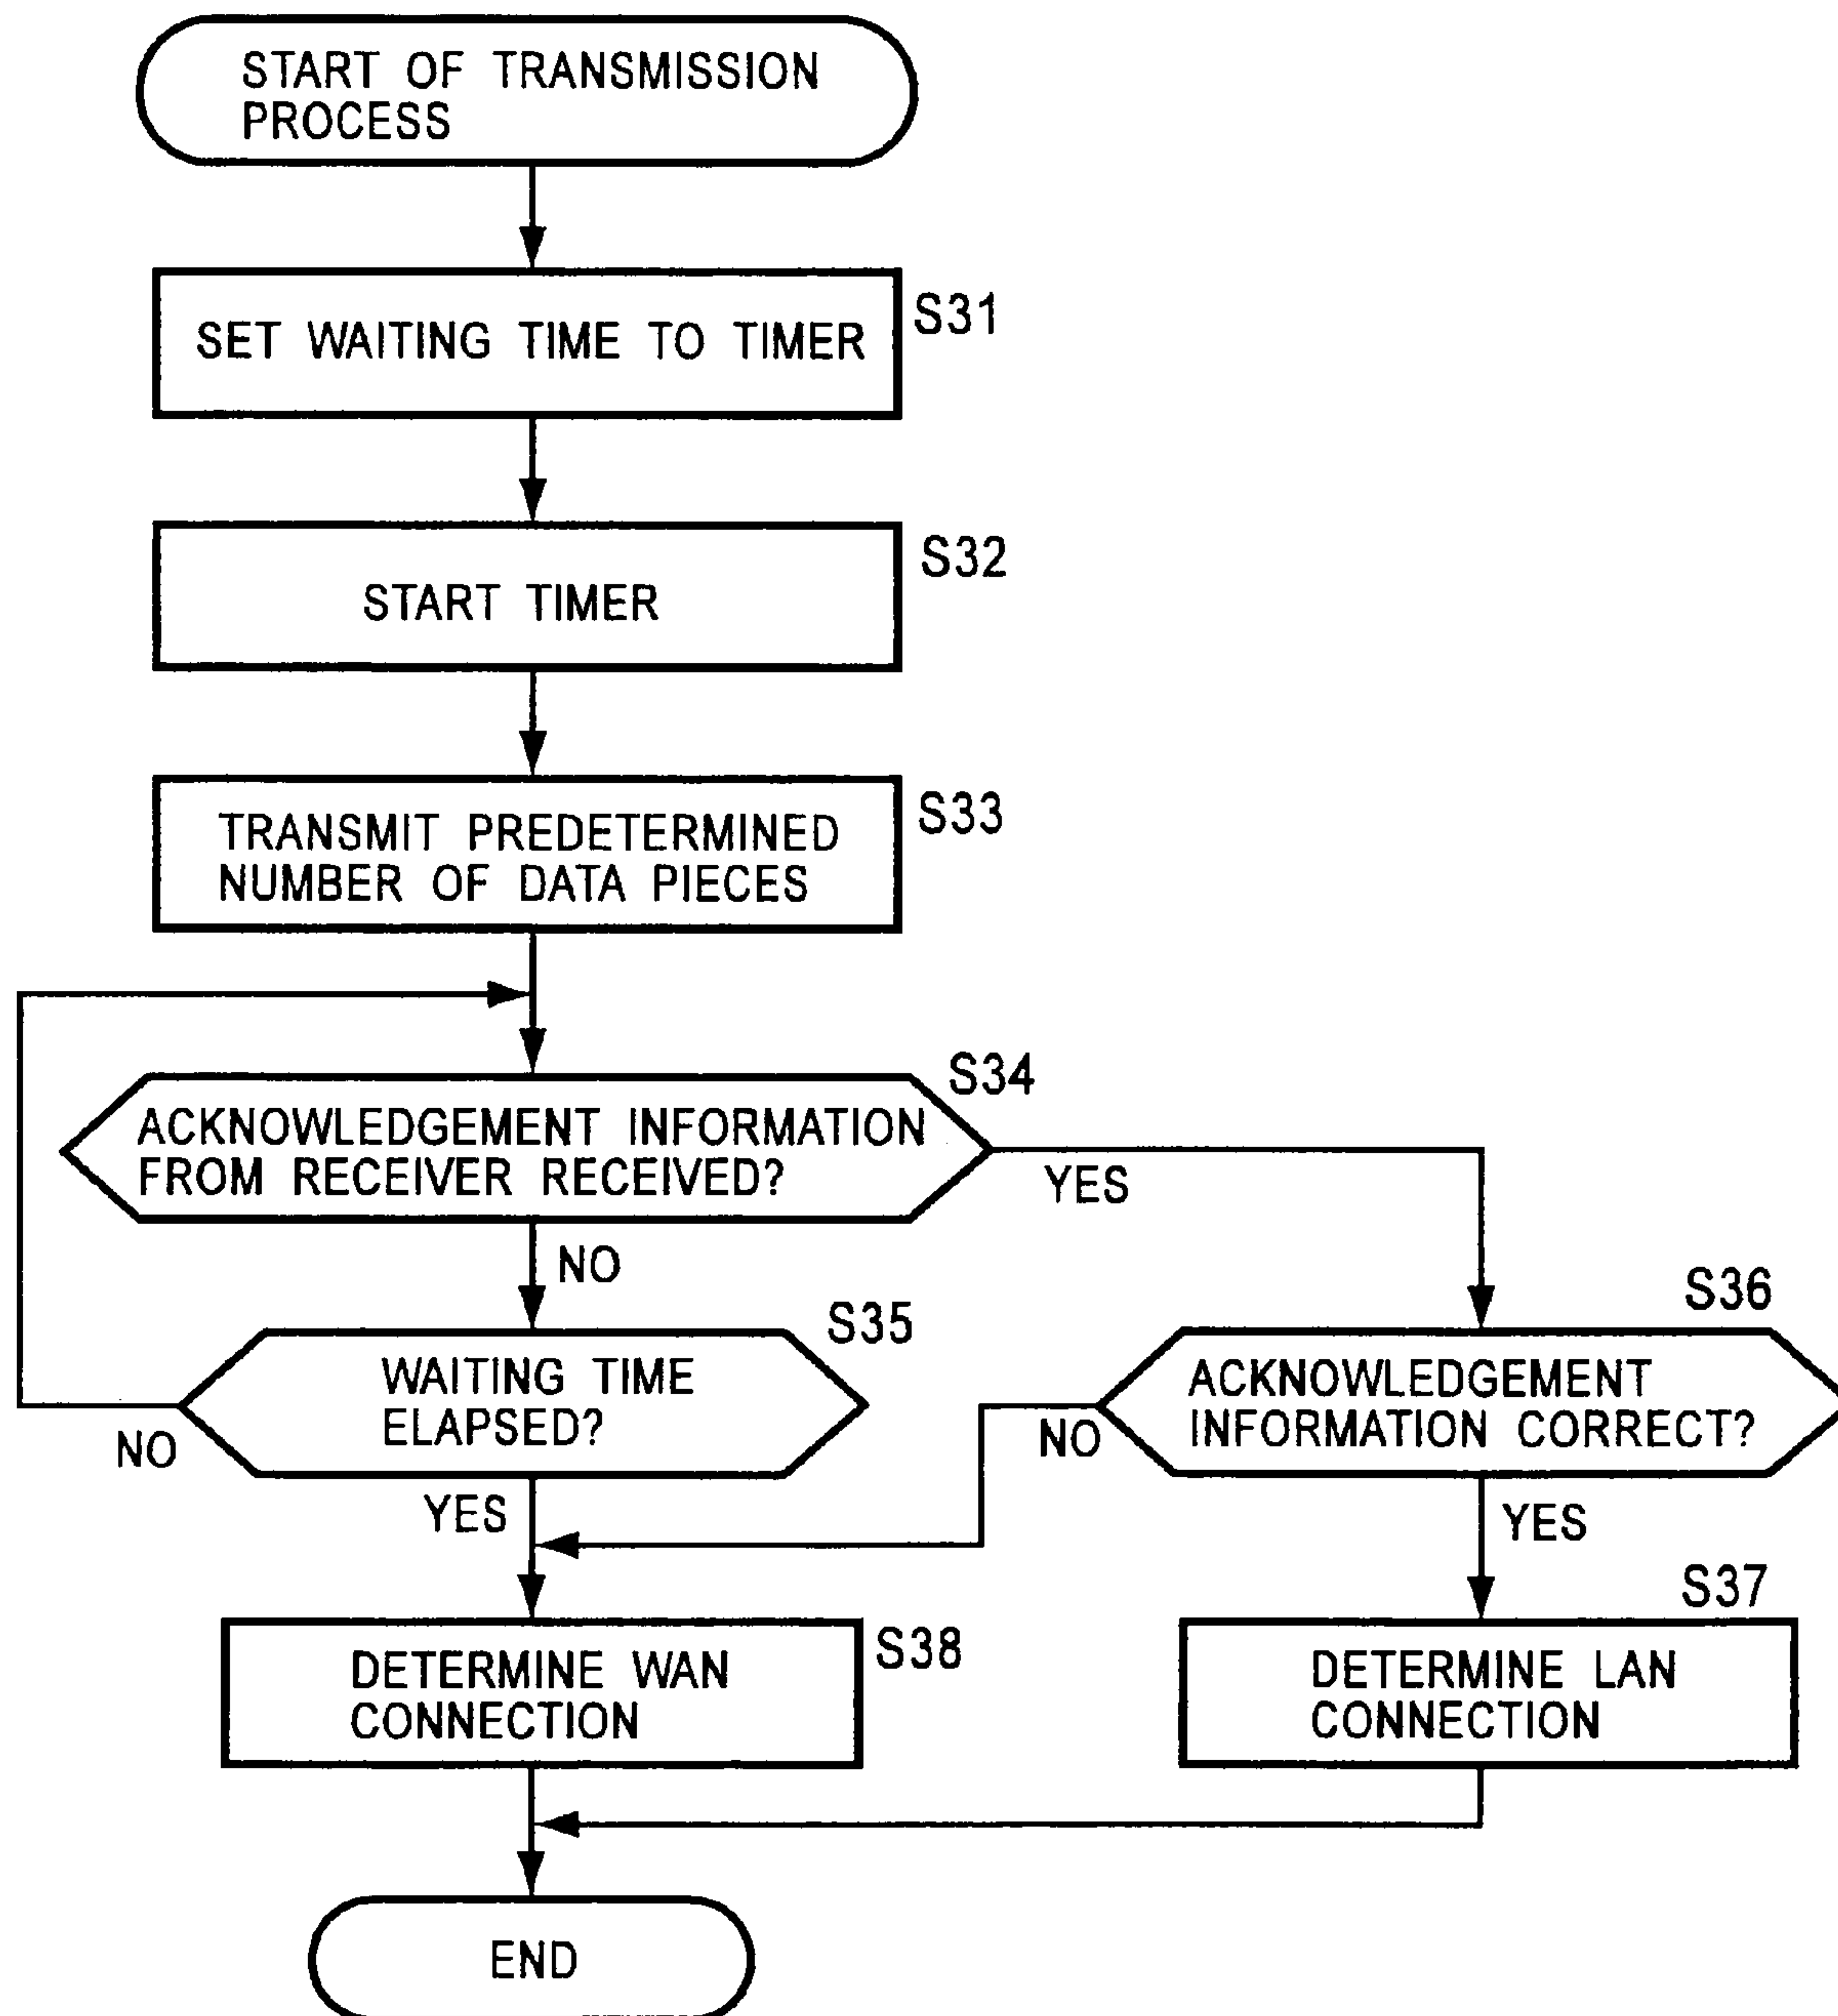 START OF TRANSMISSION
PROCESS
SET WAITING TIME TO TIMER
S31
START TIMER
S32
TRANSMIT PREDETERMINED
NUMBER OF DATA PIECES
S33
ACKNOWLEDGEMENT INFORMATION
FROM RECEIVER RECEIVED?
S34
YES
NO
WAITING TIME
ELAPSED?
S35
NO
YES
ACKNOWLEDGEMENT
INFORMATION CORRECT?
S36
NO
YES
DETERMINE WAN
CONNECTION
S38
DETERMINE LAN
CONNECTION
S37
END